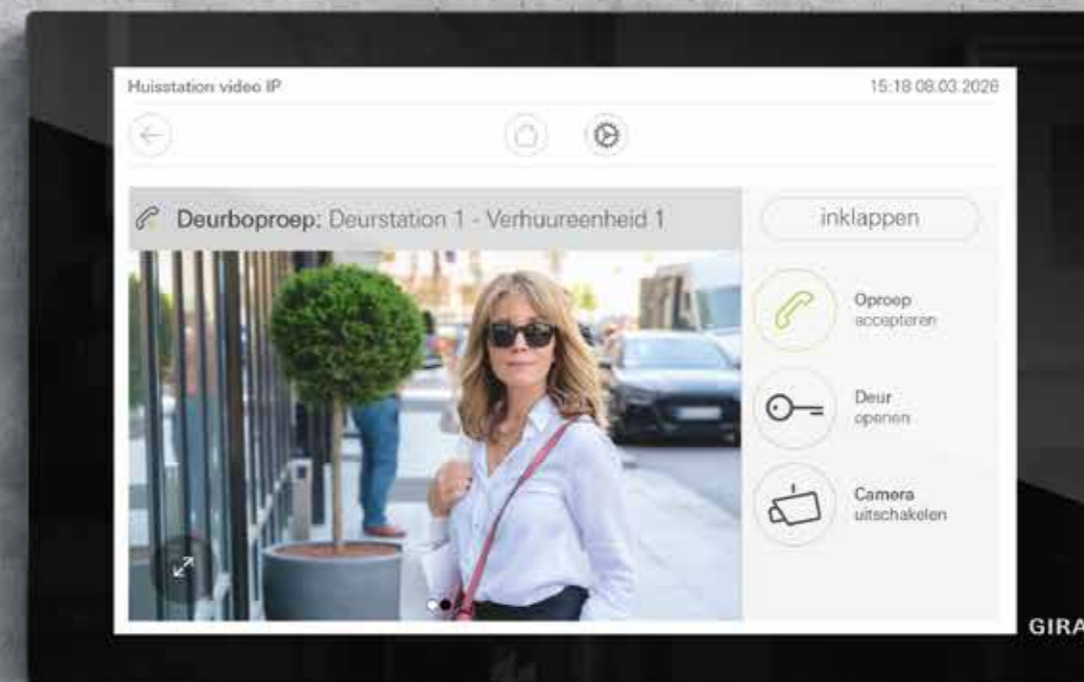 Huisstation video IP
15:18 08.03.2026
Deurboproep: Deurstation 1 - Verhuureenheid 1
inklappen
Oproep
accepteren
Deur
openen
Camera
uitschakelen
GIRA